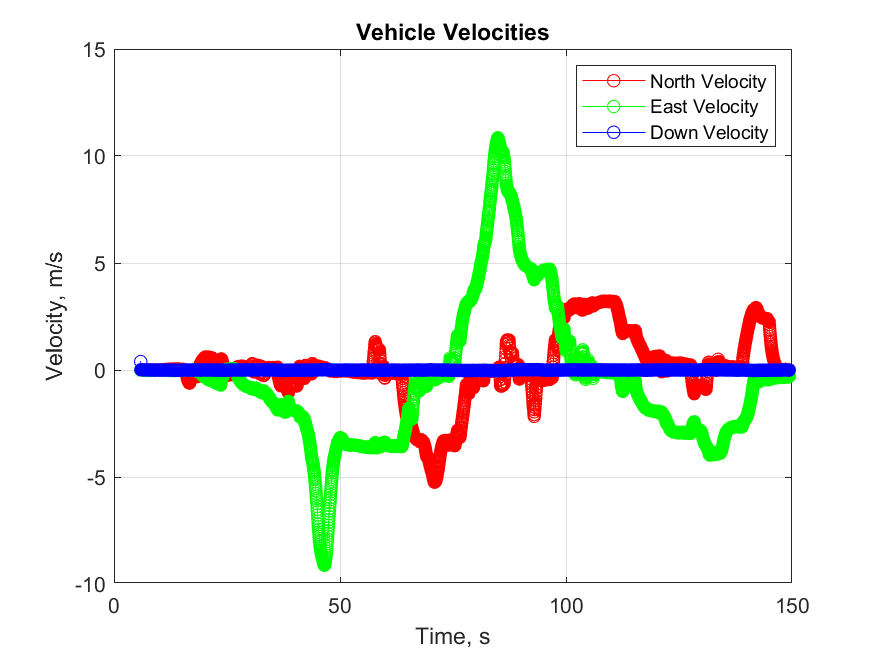 Vehicle Velocities
15
10
5
0
-5
-10
Velocity, m/s
North Velocity
East Velocity
Down Velocity
0
50
100
150
Time, s